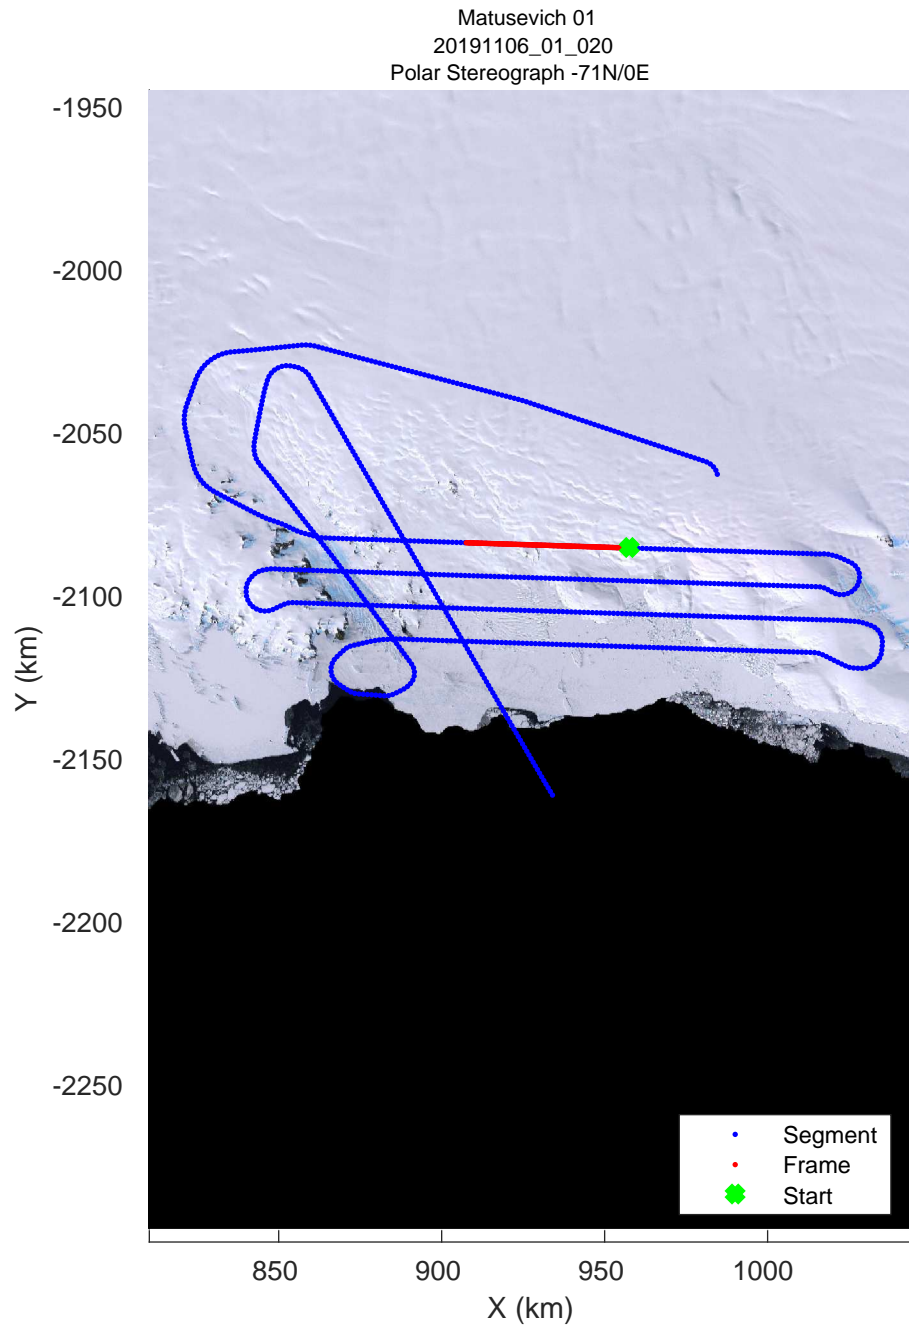 Matusevich 01
20191106_01_020
Polar Stereograph -71N/0E
-1950
-2000
-2050
-2100
-2150
-2200
-2250
Y (km)
850
900
950
1000
X (km)
Segment
Frame
Start